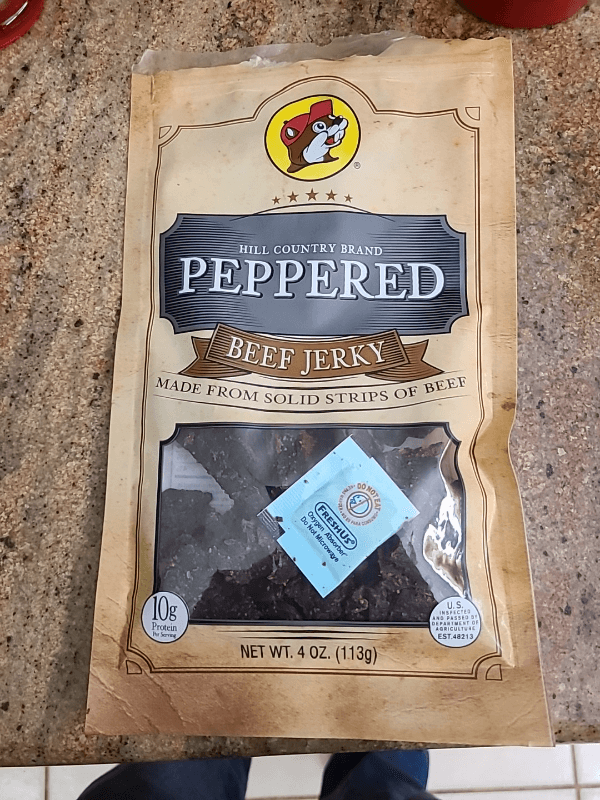 ®
HILL COUNTRY BRAND
PEPPERED
BEEF JERKY
MADE FROM SOLID STRIPS OF BEEF
DO NOT EAT
FRESHUS®
Oxygen Absorber
Do Not Microwave
10g
Protein
Per Serving
U.S.
INSPECTED
AND PASSED BY
DEPARTMENT OF
AGRICULTURE
EST. 48213
NET WT. 4 OZ. (113g)